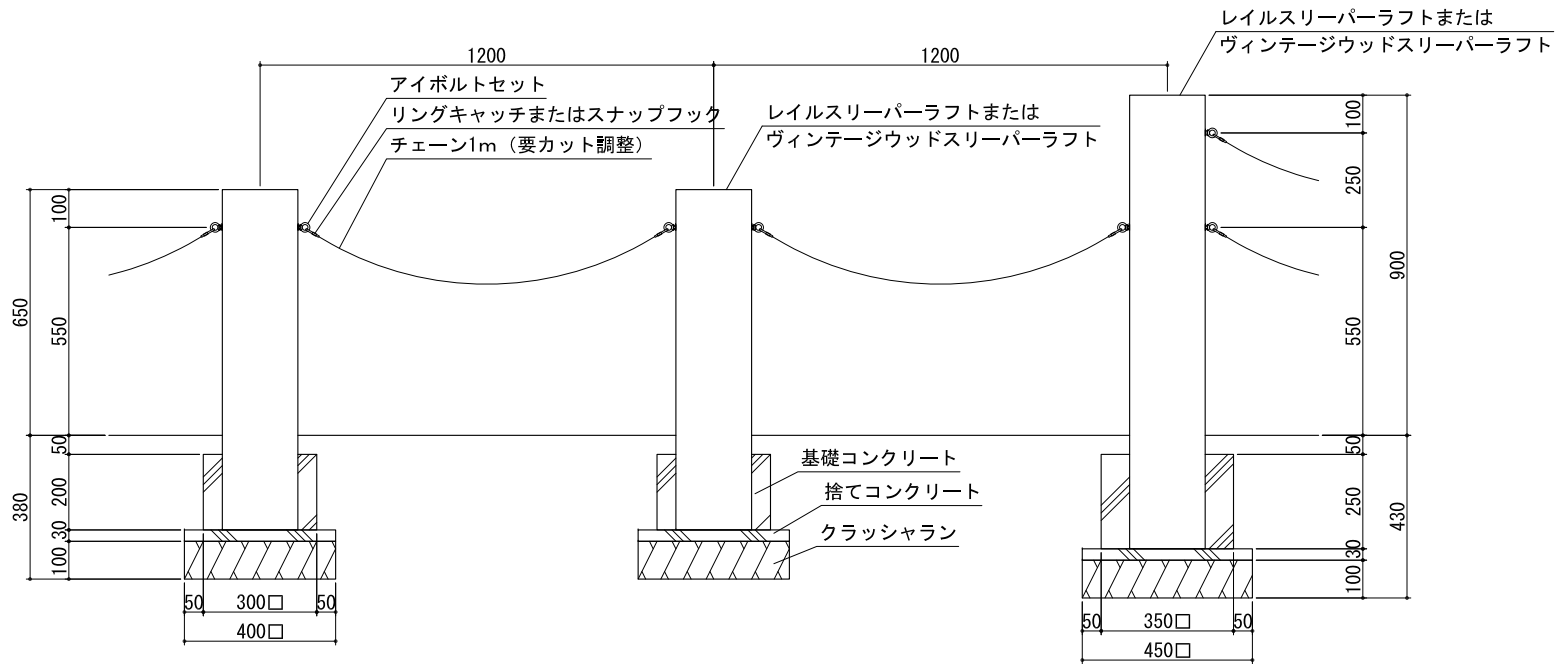 レイルスリーパーラフトまたは
ヴィンテージウッドスリーパーラフト
1200
1200
アイボルトセット
リングキャッチまたはスナップフック
チェーン1m（要カット調整）
レイルスリーパーラフトまたは
ヴィンテージウッドスリーパーラフト
100
250
550
900
50
250
30
100
430
100
550
650
50
200
30
100
380
基礎コンクリート
捨てコンクリート
クラッシャラン
50
300□
50
400□
50
350□
50
450□